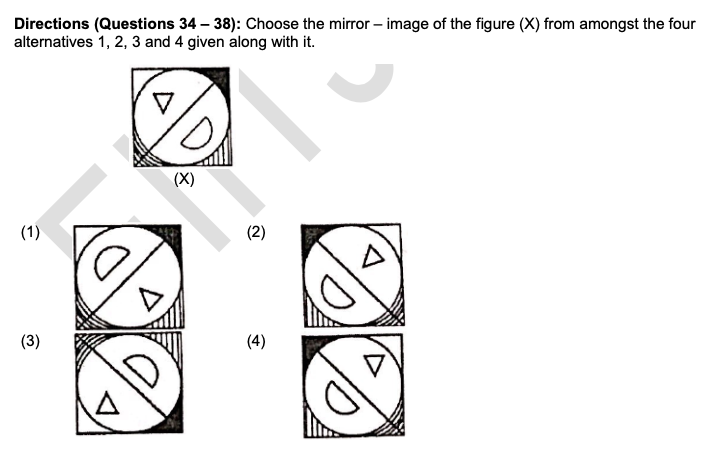 Directions (Questions 34 – 38): Choose the mirror – image of the figure (X) from amongst the four
alternatives 1, 2, 3 and 4 given along with it.
(X)
(1)
(2)
(3)
(4)